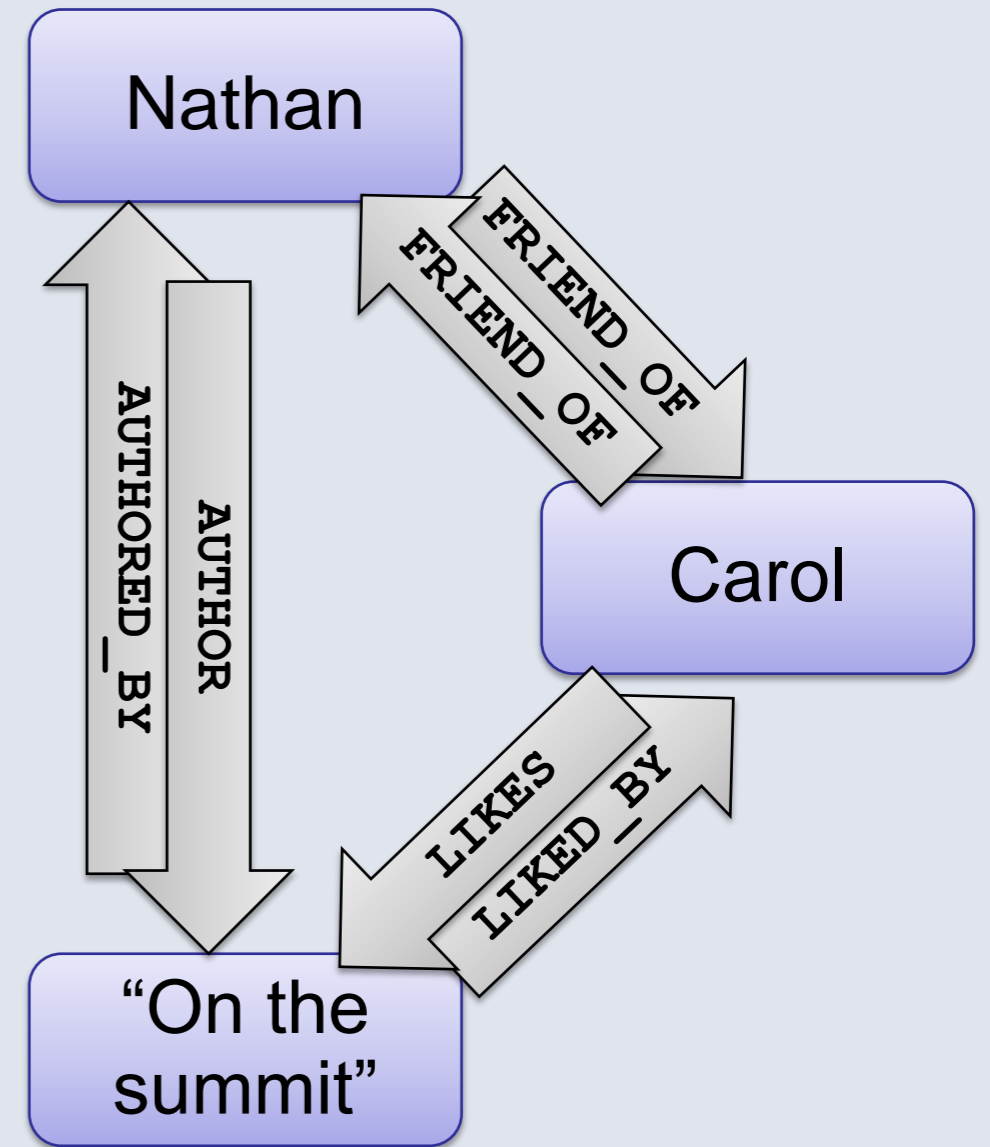 Nathan
FRIEND_OF
FRIEND_OF
AUTHORED_BY
AUTHOR
Carol
LIKES
LIKED_BY
“On the
summit”